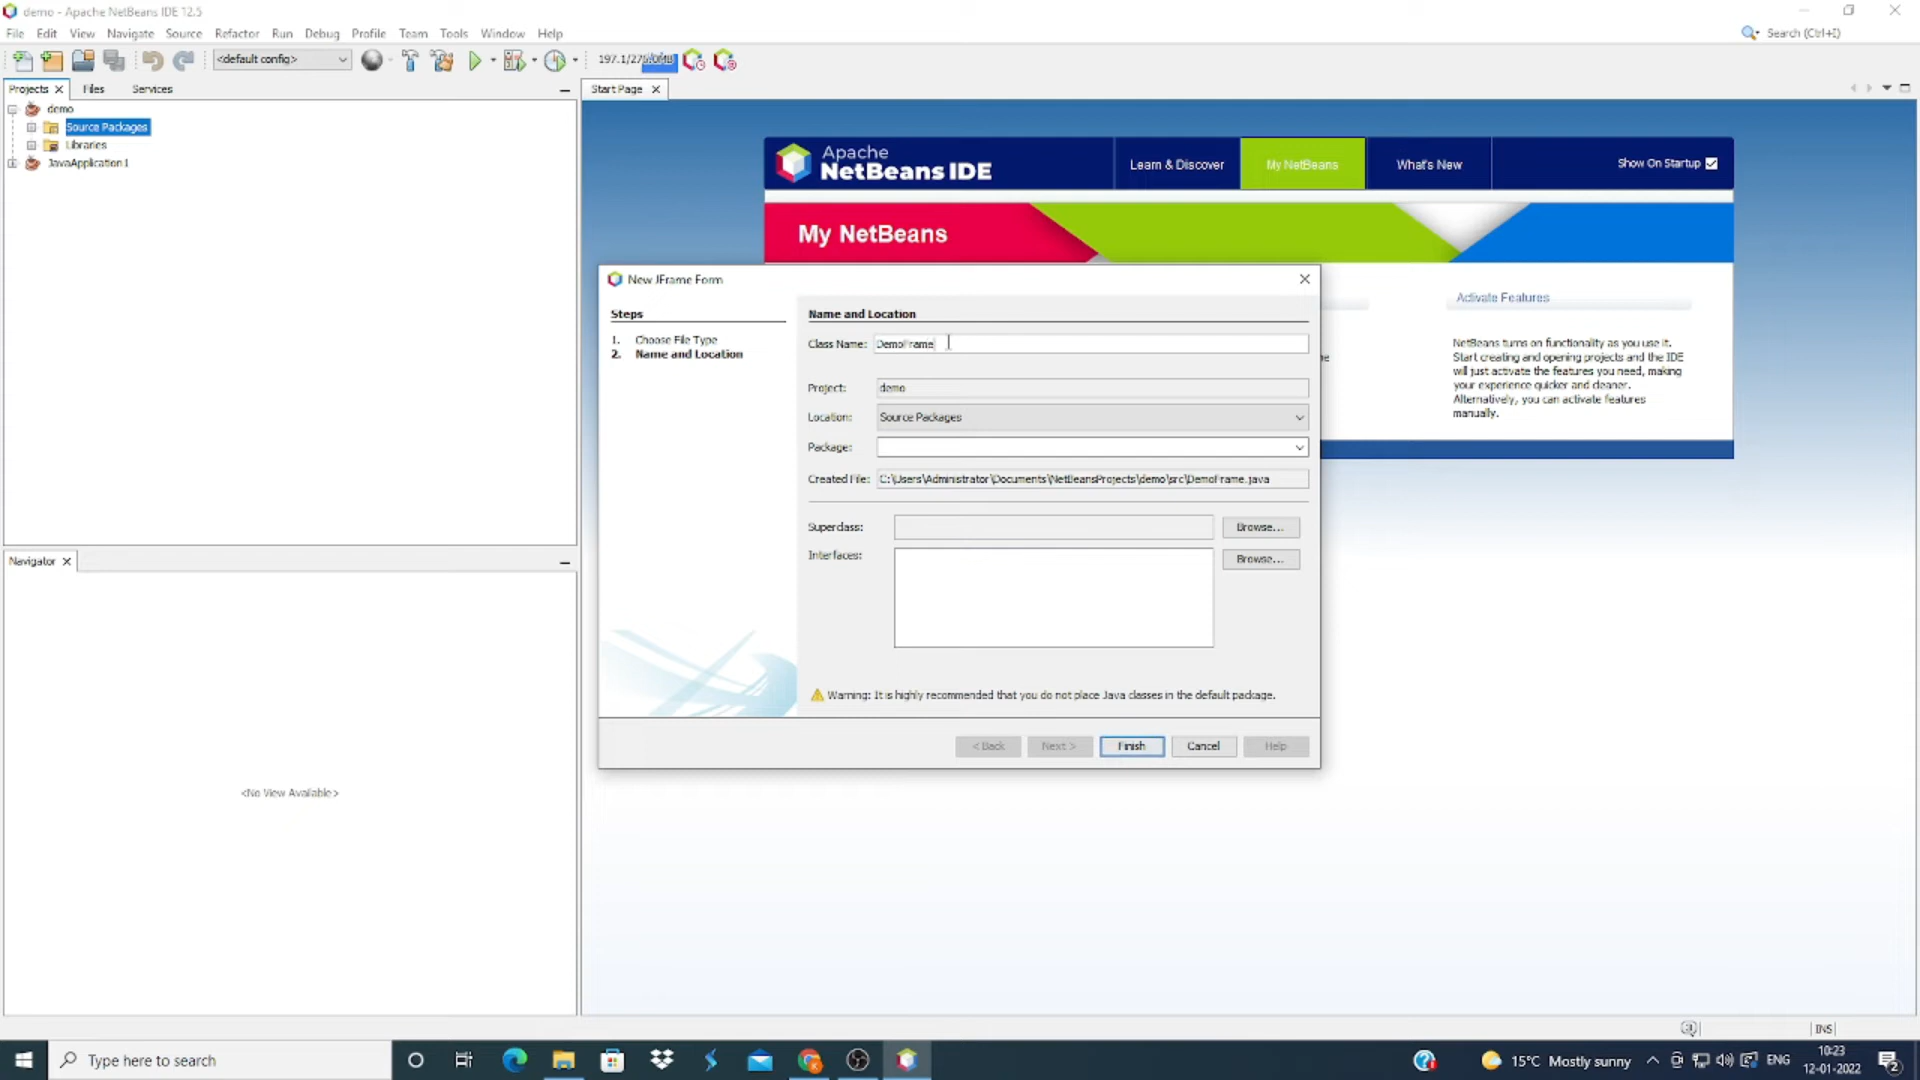 demo - Apache NetBeans IDE 12.5
File Edit View Navigate Source Refactor Run Debug Profile Team Tools Window Help
Search (Ctrl+I)
<default config>
Projects Files Services
Start Page
demo
Source Packages
Libraries
JavaApplication1
Apache
NetBeans IDE
Learn & Discover
My NetBeans
What's New
Show On Startup
My NetBeans
Activate Features
NetBeans turns on functionality as you use it.
Start creating and opening projects and the IDE
will just activate the features you need, making
your experience quicker and cleaner.
Alternatively, you can activate features
manually.
New JFrame Form
Steps
1. Choose File Type
2. Name and Location
Name and Location
Class Name: DemoFrame
Project: demo
Location: Source Packages
Package:
Created File: C:\Users\Administrator\Documents\NetBeansProjects\demo\src\DemoFrame.java
Superclass: Browse...
Interfaces: Browse...
Warning: It is highly recommended that you do not place Java classes in the default package.
< Back Next > Finish Cancel Help
Navigator
<No View Available>
INS
Type here to search
15°C Mostly sunny
ENG
10:23
12-01-2022
2